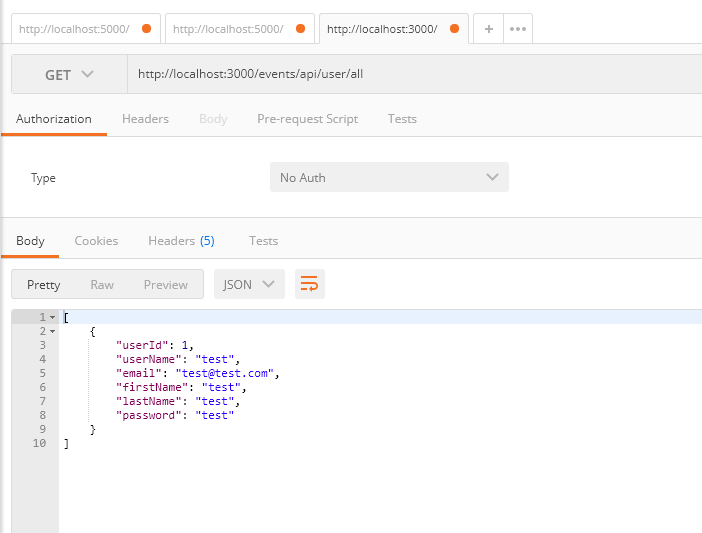 http://localhost:5000/ http://localhost:5000/ http://localhost:3000/ + •••
GET http://localhost:3000/events/api/user/all
Authorization Headers Body Pre-request Script Tests
Type No Auth
Body Cookies Headers (5) Tests
Pretty Raw Preview JSON
1 [
2 {
3 "userId": 1,
4 "userName": "test",
5 "email": "test@test.com",
6 "firstName": "test",
7 "lastName": "test",
8 "password": "test"
9 }
10 ]